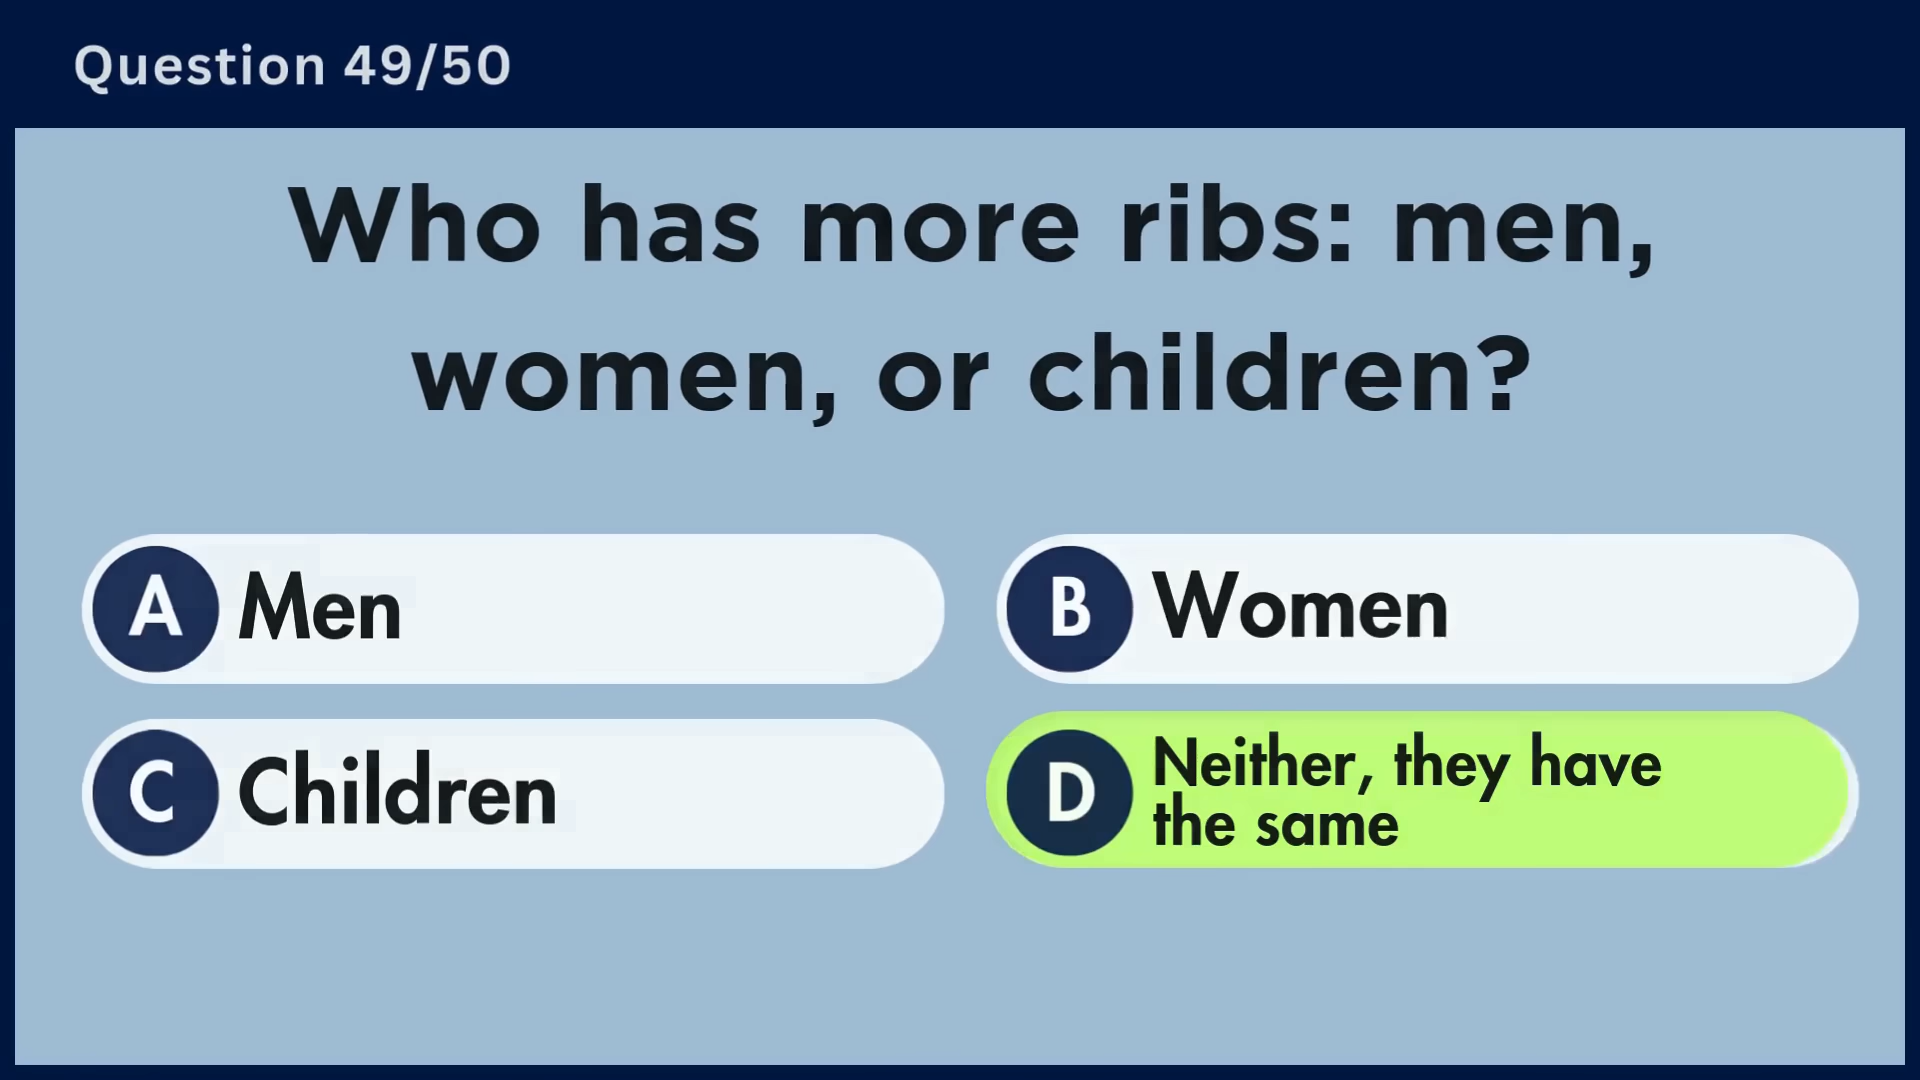 Question 49/50
Who has more ribs: men,
women, or children?
A Men
B Women
C Children
D Neither, they have
the same